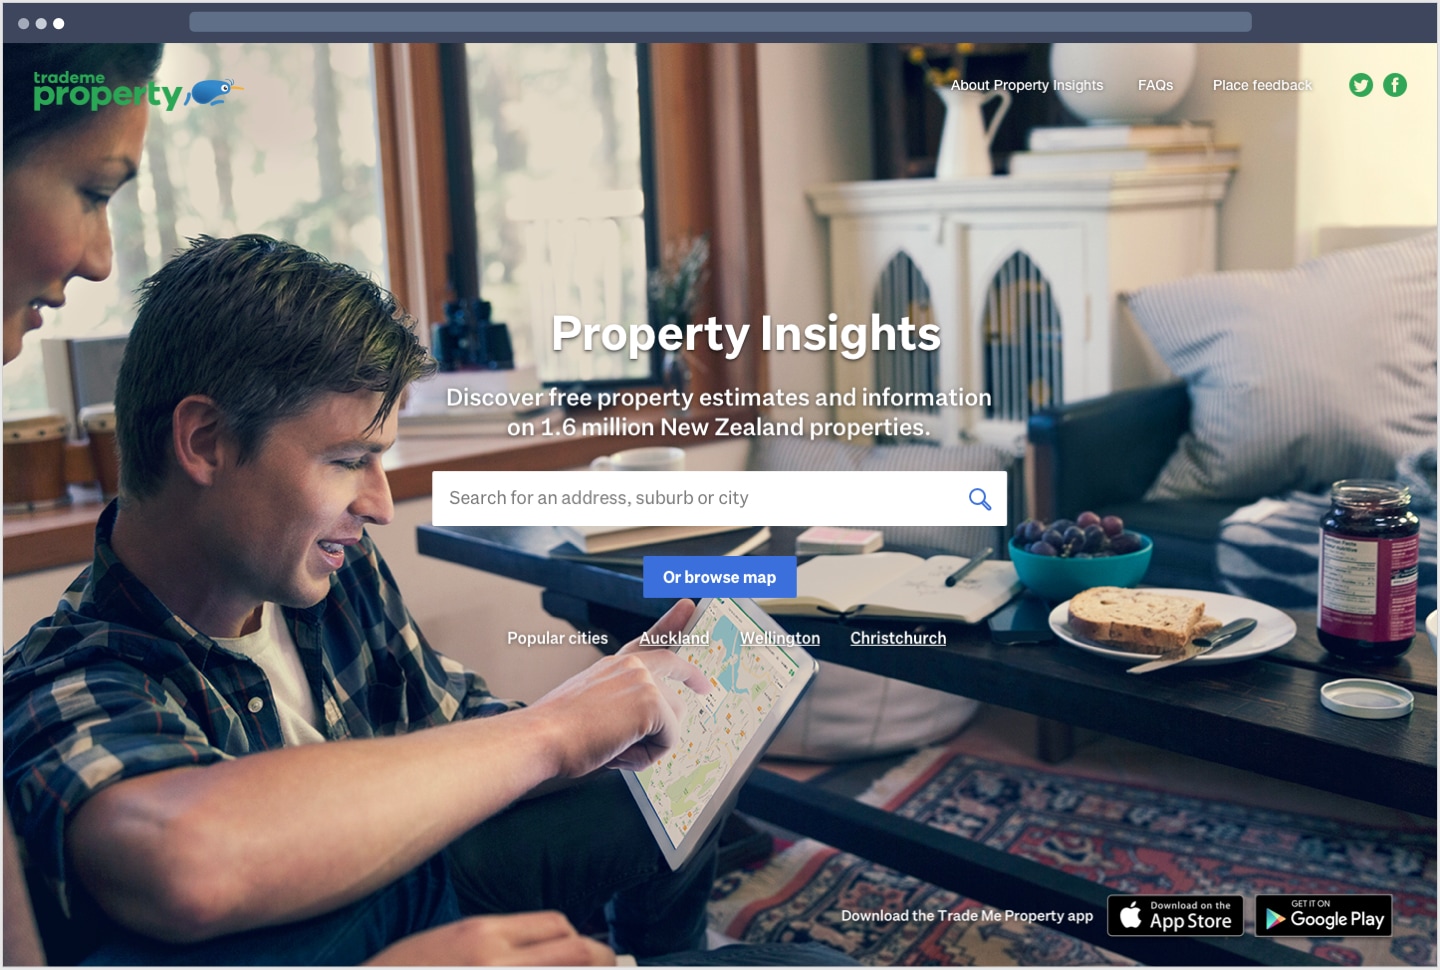 trademe
property
About Property Insights
FAQs
Place feedback
Property Insights
Discover free property estimates and information
on 1.6 million New Zealand properties.
Search for an address, suburb or city
Or browse map
Popular cities Auckland Wellington Christchurch
Download the Trade Me Property app
Download on the
App Store
GET IT ON
Google Play